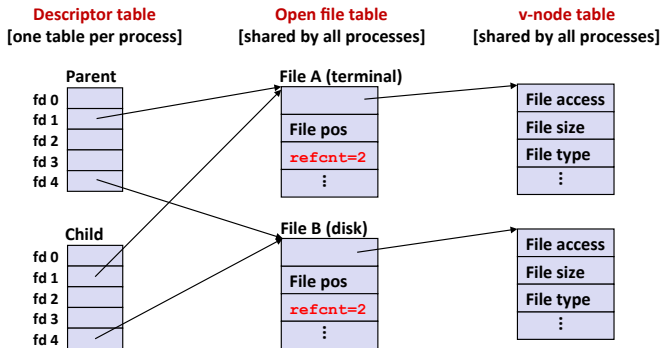 Descriptor table
[one table per process]
Open file table
[shared by all processes]
v-node table
[shared by all processes]
Parent
fd 0
fd 1
fd 2
fd 3
fd 4
File A (terminal)
File pos
refcnt=2
⋮
File access
File size
File type
⋮
Child
fd 0
fd 1
fd 2
fd 3
fd 4
File B (disk)
File pos
refcnt=2
⋮
File access
File size
File type
⋮